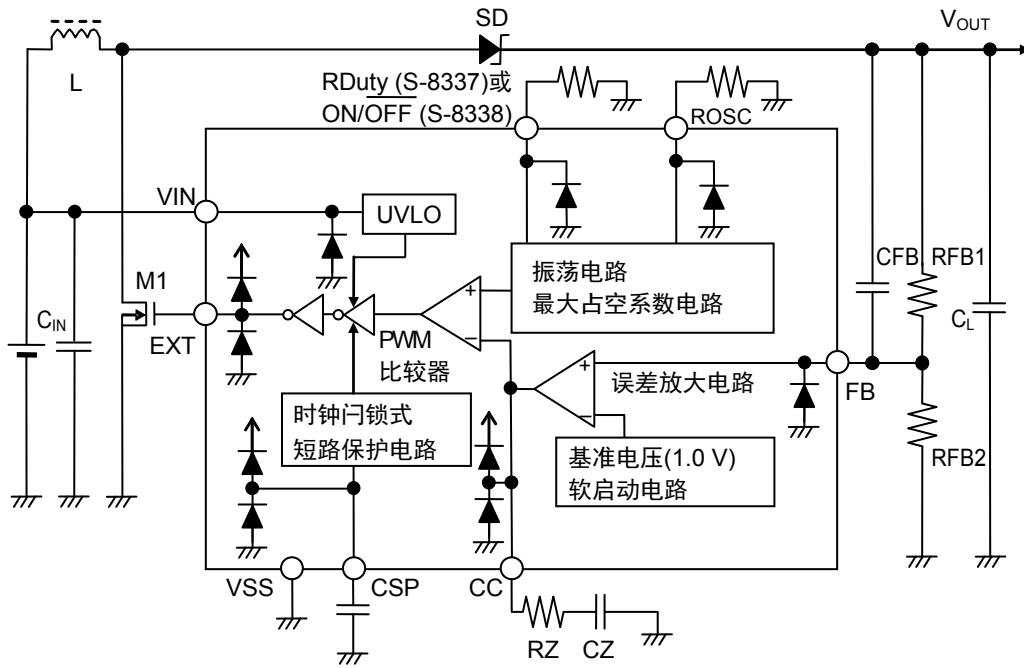 SD
V_OUT
L
RDuty (S-8337)或
ON/OFF (S-8338)
ROSC
VIN
UVLO
CFB
RFB1
振荡电路
最大占空系数电路
M1
C_IN
EXT
+
−
PWM
比较器
C_L
+
−
误差放大电路
FB
时钟闩锁式
短路保护电路
基准电压(1.0 V)
软启动电路
RFB2
VSS
CSP
CC
RZ
CZ